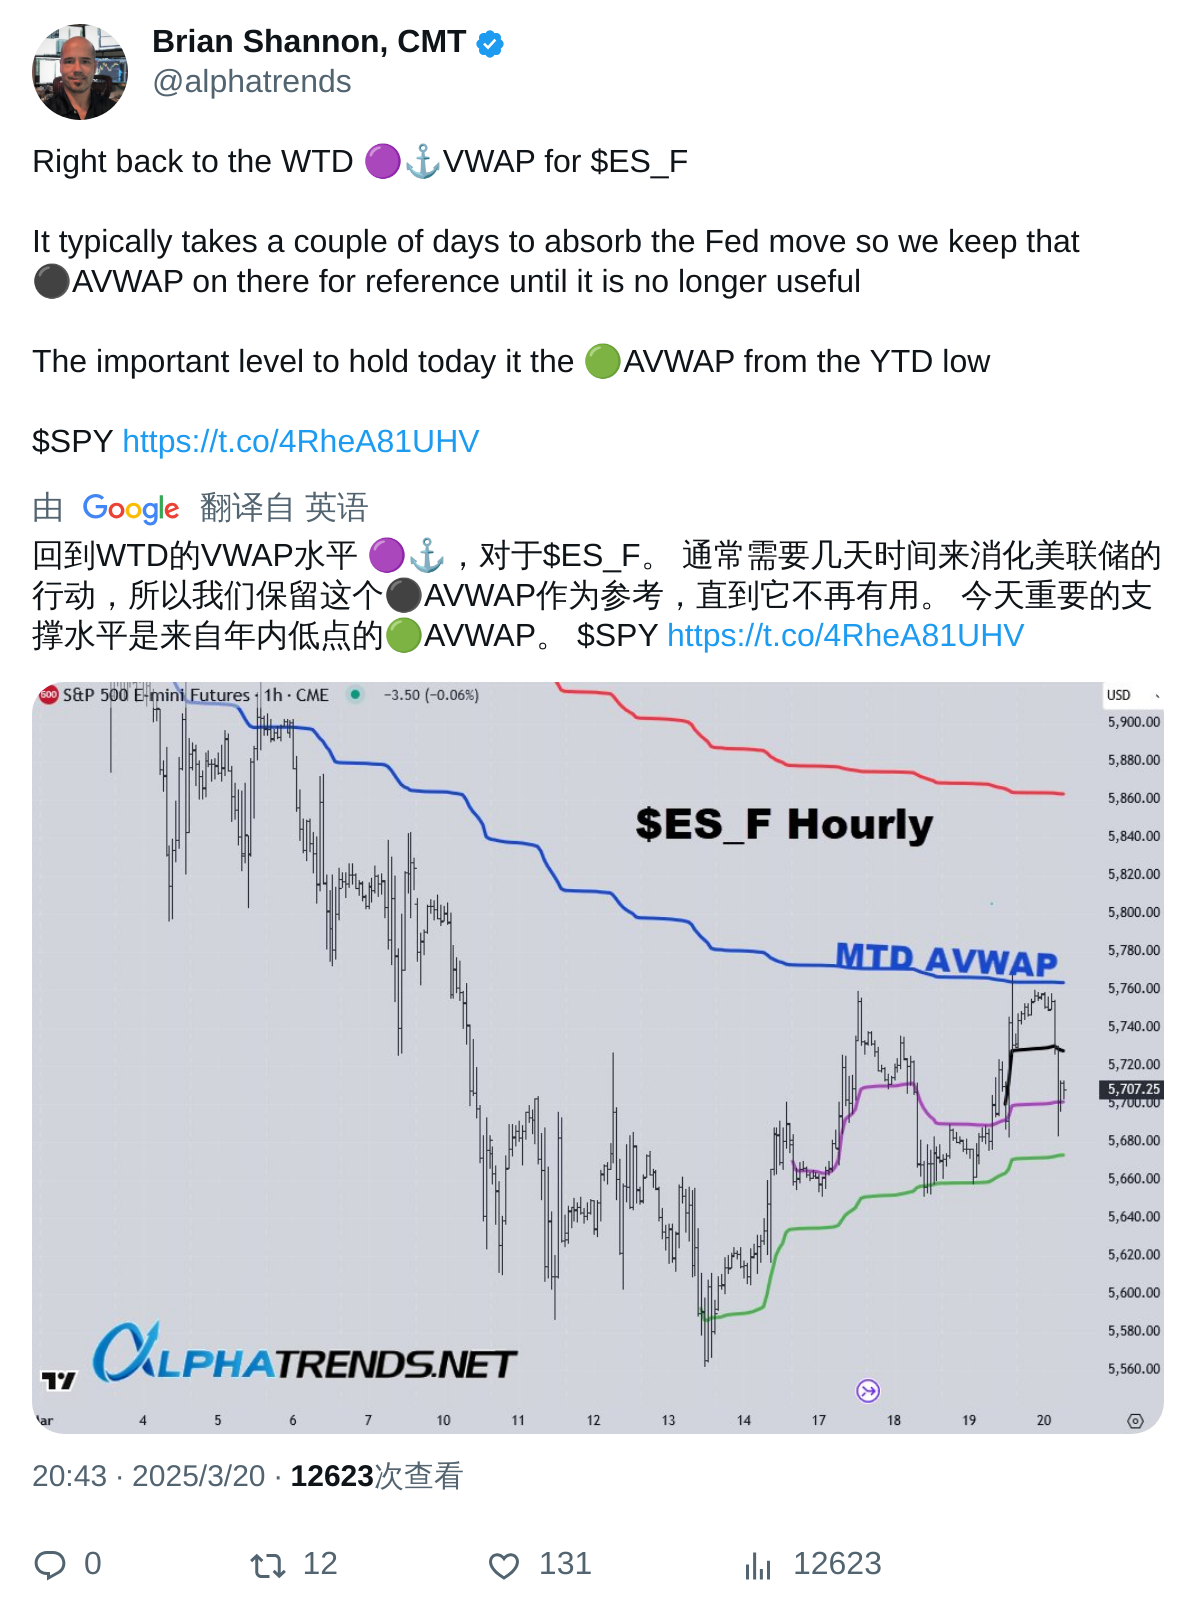 Brian Shannon, CMT
@alphatrends
Right back to the WTD 🟣⚓VWAP for $ES_F
It typically takes a couple of days to absorb the Fed move so we keep that
⚫AVWAP on there for reference until it is no longer useful
The important level to hold today it the 🟢AVWAP from the YTD low
$SPY https://t.co/4RheA81UHV
由 Google 翻译自 英语
回到WTD的VWAP水平 🟣⚓，对于$ES_F。 通常需要几天时间来消化美联储的
行动，所以我们保留这个⚫AVWAP作为参考，直到它不再有用。 今天重要的支
撑水平是来自年内低点的🟢AVWAP。 $SPY https://t.co/4RheA81UHV
500 S&P 500 E-mini Futures · 1h · CME −3.50 (−0.06%)
USD
5,900.00
5,880.00
5,860.00
$ES_F Hourly
5,840.00
5,820.00
5,800.00
5,780.00
MTD AVWAP
5,760.00
5,740.00
5,720.00
5,707.25
5,700.00
5,680.00
5,660.00
5,640.00
5,620.00
5,600.00
5,580.00
5,560.00
ALPHATRENDS.NET
ar 4 5 6 7 10 11 12 13 14 17 18 19 20
20:43 · 2025/3/20 · 12623次查看
0 12 131 12623